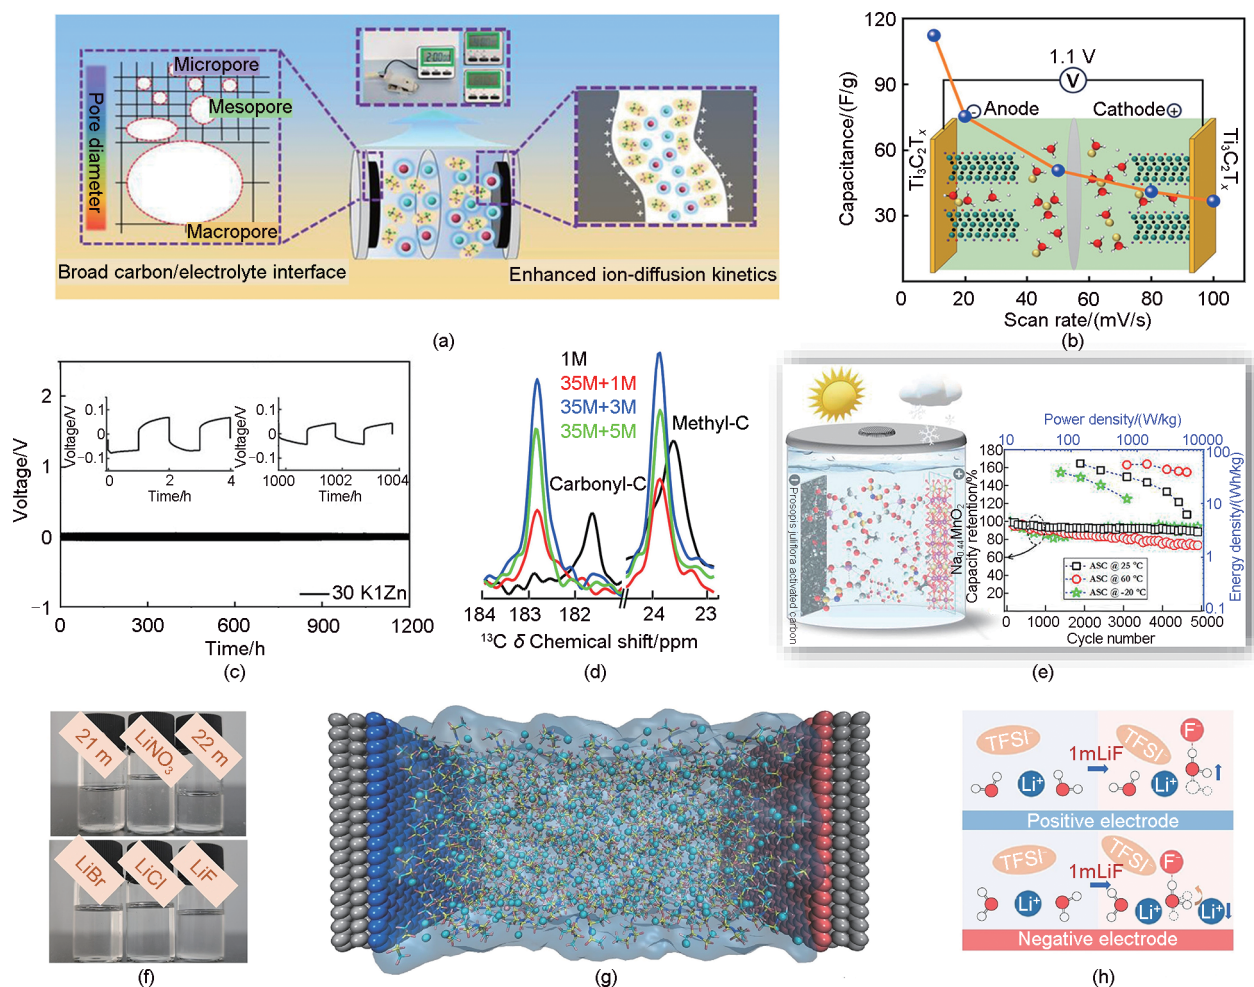 Pore diameter
Micropore
Mesopore
Macropore
Broad carbon/electrolyte interface
Enhanced ion-diffusion kinetics
(a)
Capacitance/(F/g)
120
90
60
30
0
20
40
60
80
100
Scan rate/(mV/s)
1.1 V
V
Anode
Cathode
Ti₃C₂Tₓ
Ti₃C₂Tₓ
(b)
Voltage/V
2
1
0
−1
0
300
600
900
1200
Time/h
Voltage/V
0.1
0
−0.1
0
2
4
Time/h
Voltage/V
0.1
0
−0.1
1000
1002
1004
Time/h
30 K1Zn
(c)
1M
35M+1M
35M+3M
35M+5M
Methyl-C
Carbonyl-C
184
183
182
24
23
¹³C δ Chemical shift/ppm
(d)
Prosopis juliflora activated carbon
Na₀.₄₄MnO₂
Power density/(W/kg)
10
100
1000
10000
Capacity retention/%
180
160
140
120
100
80
60
40
20
100
10
1
0.1
Energy density/(Wh/kg)
ASC @ 25 °C
ASC @ 60 °C
ASC @ -20 °C
0
1000
2000
3000
4000
5000
Cycle number
(e)
21 m
LiNO₃
22 m
LiBr
LiCl
LiF
(f)
(g)
TFSI⁻
Li⁺
1mLiF
TFSI⁻
F⁻
Li⁺
Positive electrode
TFSI⁻
Li⁺
1mLiF
TFSI⁻
F⁻
Li⁺
Li⁺
Negative electrode
(h)